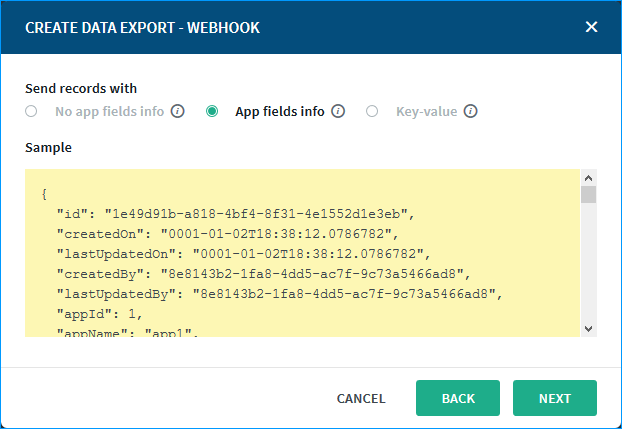 CREATE DATA EXPORT - WEBHOOK
Send records with
No app fields info i App fields info i Key-value i
Sample
{
"id": "1e49d91b-a818-4bf4-8f31-4e1552d1e3eb",
"createdOn": "0001-01-02T18:38:12.0786782",
"lastUpdatedOn": "0001-01-02T18:38:12.0786782",
"createdBy": "8e8143b2-1fa8-4dd5-ac7f-9c73a5466ad8",
"lastUpdatedBy": "8e8143b2-1fa8-4dd5-ac7f-9c73a5466ad8",
"appId": 1,
"appName": "app1",
CANCEL BACK NEXT